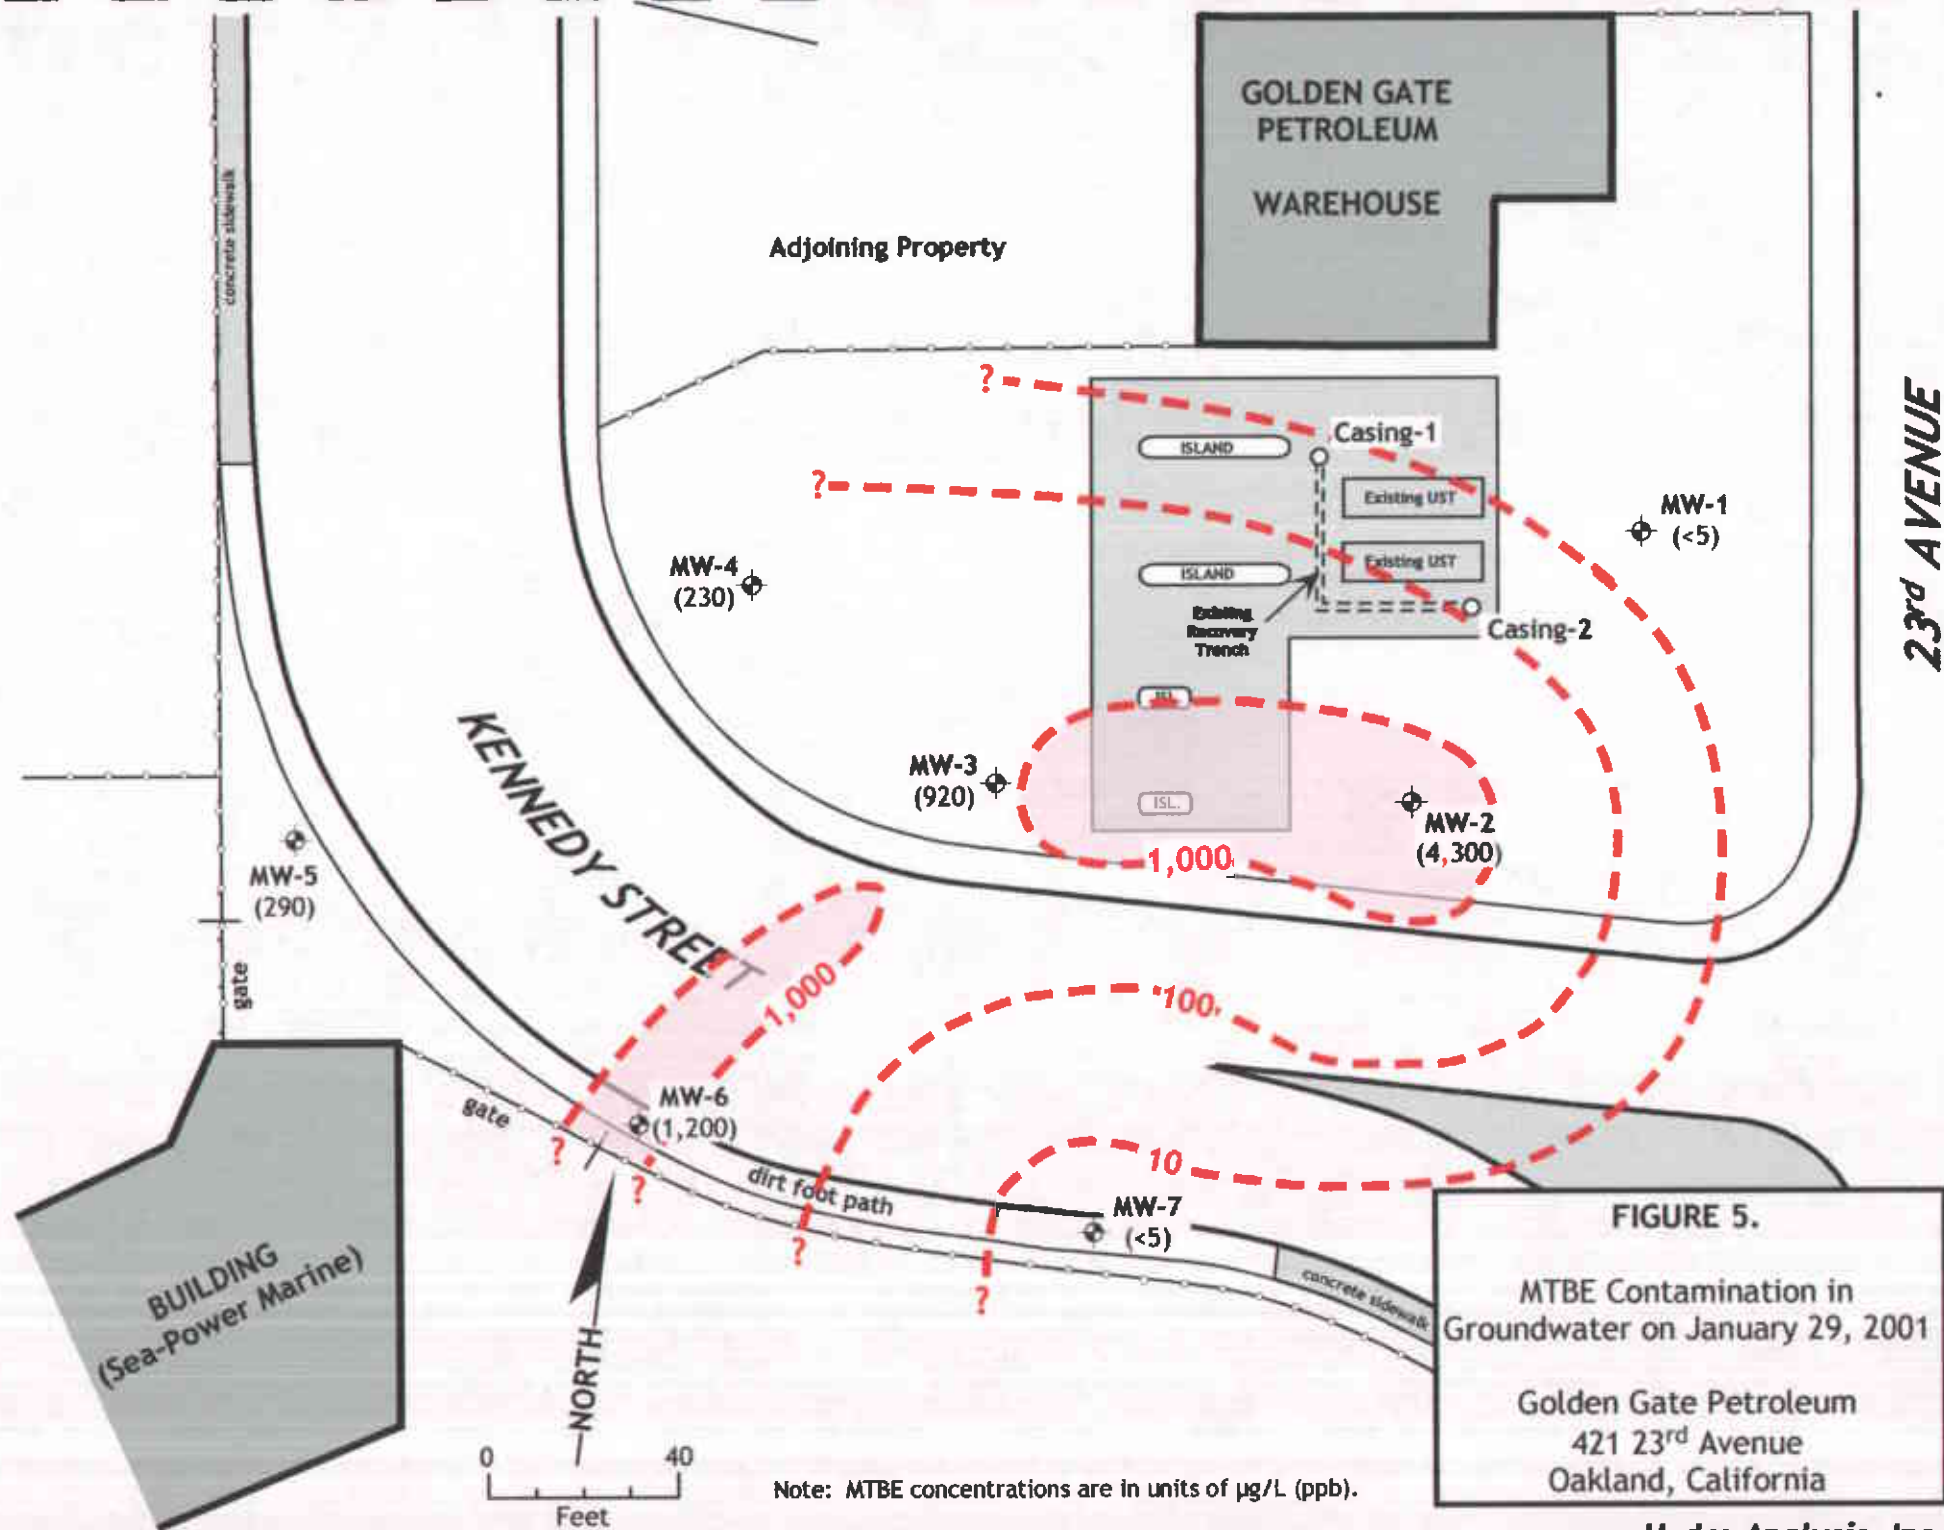 GOLDEN GATE
PETROLEUM
WAREHOUSE
concrete sidewalk
Adjoining Property
23rd AVENUE
?
Casing-1
ISLAND
?
Existing UST
MW-1
(<5)
MW-4
(230)
ISLAND
Existing UST
Existing
Recovery
Trench
Casing-2
ISL.
KENNEDY STREET
MW-3
(920)
ISL.
MW-2
(4,300)
1,000
MW-5
(290)
gate
1,000
100
MW-6
(1,200)
gate
?
?
dirt foot path
10
MW-7
(<5)
?
?
concrete sidewalk
BUILDING
(Sea-Power Marine)
NORTH
0 40
Feet
Note: MTBE concentrations are in units of µg/L (ppb).
FIGURE 5.
MTBE Contamination in
Groundwater on January 29, 2001
Golden Gate Petroleum
421 23rd Avenue
Oakland, California